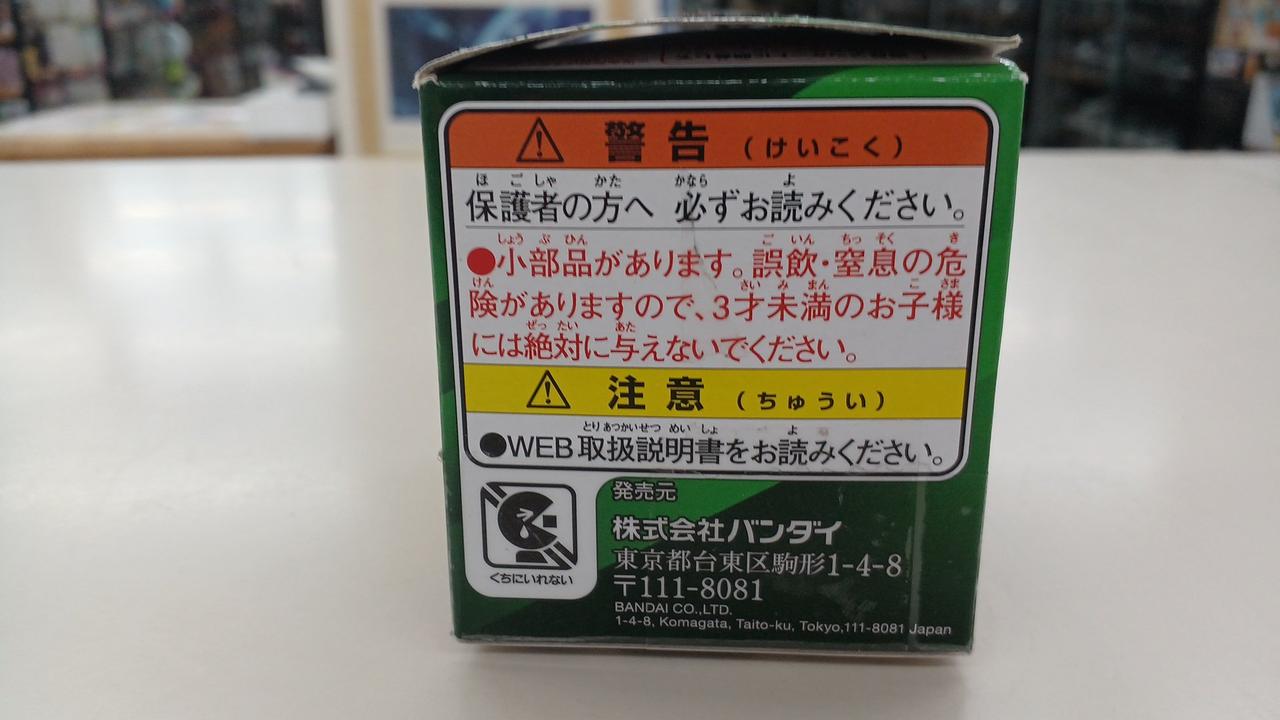 警告（けいこく）
保護者の方へ 必ずお読みください。
●小部品があります。誤飲・窒息の危
険がありますので、3才未満のお子様
には絶対に与えないでください。
注意（ちゅうい）
●WEB取扱説明書をお読みください。
くちにいれない
発売元
株式会社バンダイ
東京都台東区駒形1-4-8
〒111-8081
BANDAI CO.,LTD.
1-4-8, Komagata, Taito-ku, Tokyo,111-8081 Japan